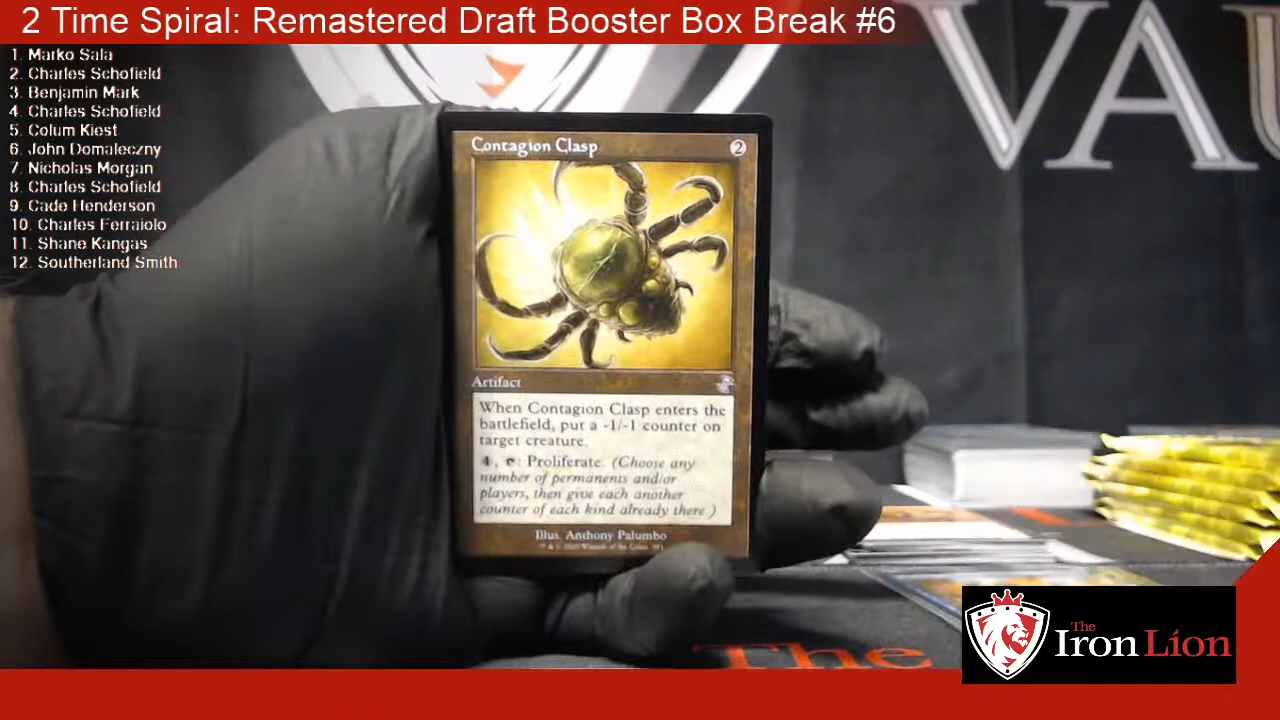 2 Time Spiral: Remastered Draft Booster Box Break #6
1. Marko Sala
2. Charles Schofield
3. Benjamin Mark
4. Charles Schofield
5. Colum Kiest
6. John Domaleczny
7. Nicholas Morgan
8. Charles Schofield
9. Cade Henderson
10. Charles Ferraiolo
11. Shane Kangas
12. Southerland Smith
VAU
Contagion Clasp 2
Artifact
When Contagion Clasp enters the
battlefield, put a -1/-1 counter on
target creature.
4, : Proliferate. (Choose any
number of permanents and/or
players, then give each another
counter of each kind already there.)
Illus. Anthony Palumbo
The
The
Iron Lion